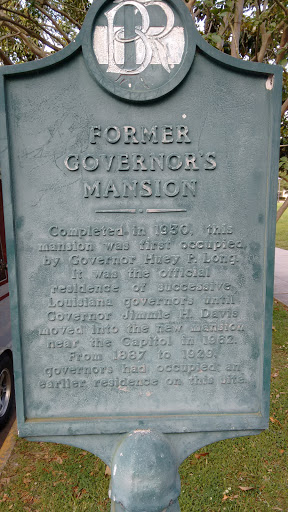 BR
FORMER
GOVERNOR'S
MANSION
Completed in 1930, this
mansion was first occupied
by Governor Huey P. Long.
It was the official
residence of successive
Louisiana governors until
Governor Jimmie H. Davis
moved into the new mansion
near the Capitol in 1962.
From 1887 to 1929,
governors had occupied an
earlier residence on this site.